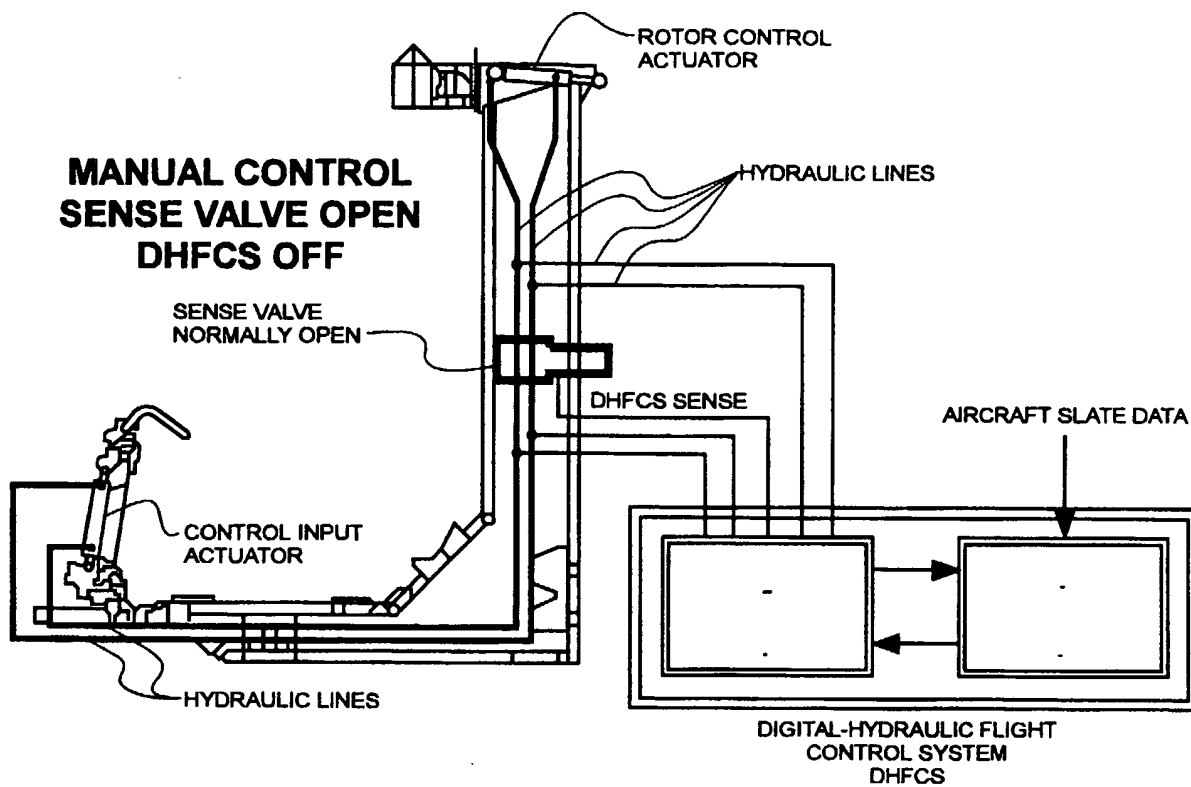 ROTOR CONTROL
ACTUATOR
MANUAL CONTROL
SENSE VALVE OPEN
DHFCS OFF
HYDRAULIC LINES
SENSE VALVE
NORMALLY OPEN
DHFCS SENSE
AIRCRAFT SLATE DATA
CONTROL INPUT
ACTUATOR
HYDRAULIC LINES
DIGITAL-HYDRAULIC FLIGHT
CONTROL SYSTEM
DHFCS